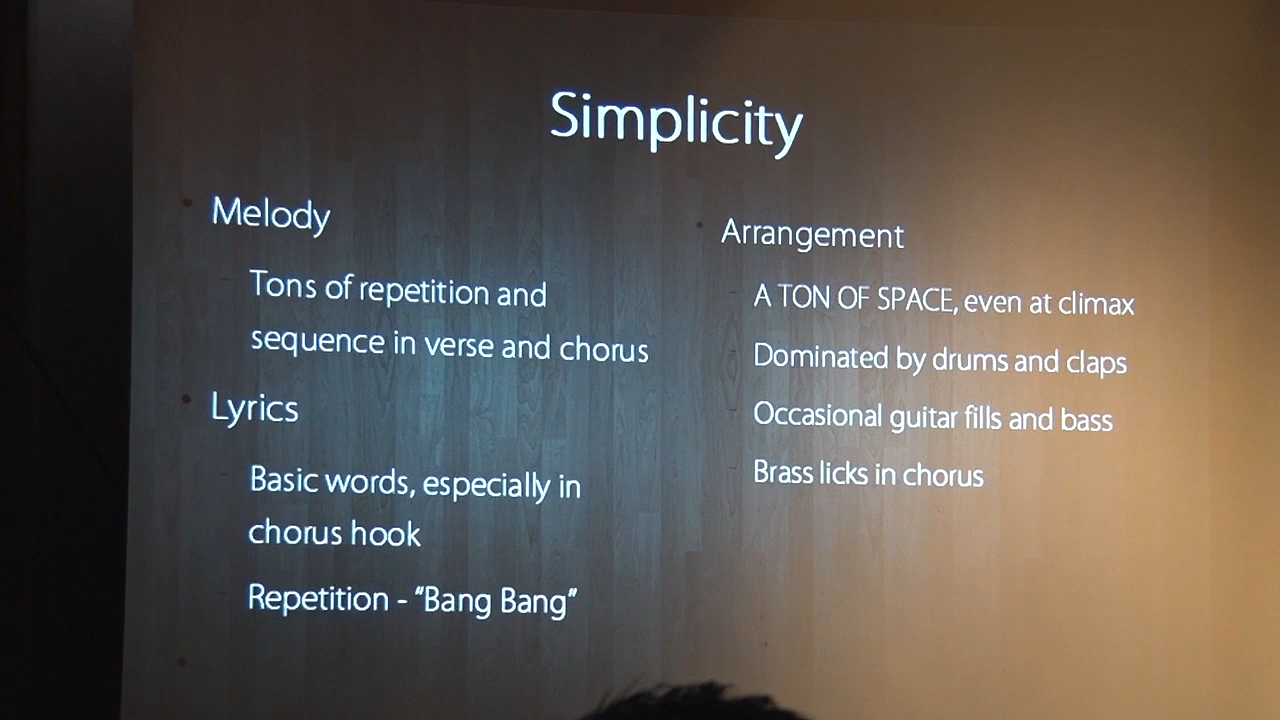 Simplicity
Melody
Tons of repetition and
sequence in verse and chorus
Lyrics
Basic words, especially in
chorus hook
Repetition - “Bang Bang”
Arrangement
A TON OF SPACE, even at climax
Dominated by drums and claps
Occasional guitar fills and bass
Brass licks in chorus